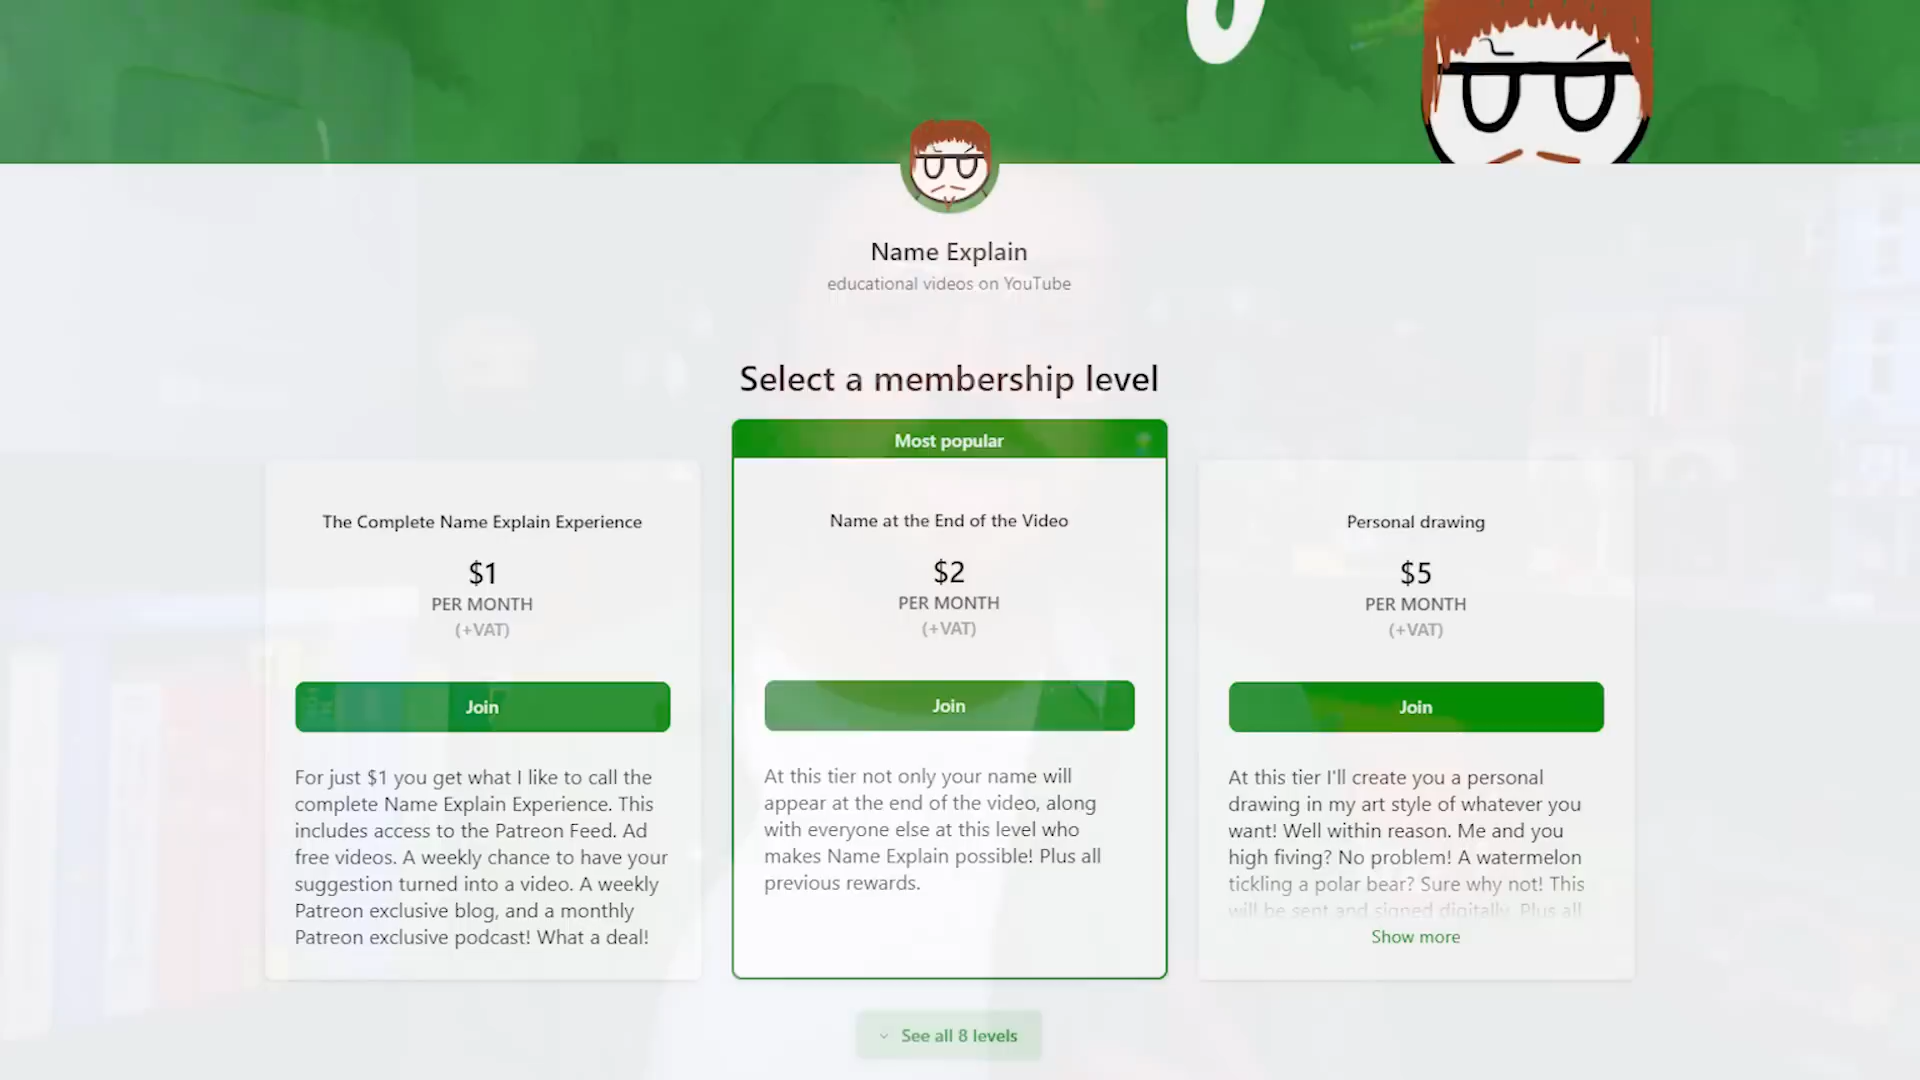 Name Explain
educational videos on YouTube
Select a membership level
Most popular
The Complete Name Explain Experience
$1
PER MONTH
(+VAT)
Join
For just $1 you get what I like to call the
complete Name Explain Experience. This
includes access to the Patreon Feed. Ad
free videos. A weekly chance to have your
suggestion turned into a video. A weekly
Patreon exclusive blog, and a monthly
Patreon exclusive podcast! What a deal!
Name at the End of the Video
$2
PER MONTH
(+VAT)
Join
At this tier not only your name will
appear at the end of the video, along
with everyone else at this level who
makes Name Explain possible! Plus all
previous rewards.
Personal drawing
$5
PER MONTH
(+VAT)
Join
At this tier I'll create you a personal
drawing in my art style of whatever you
want! Well within reason. Me and you
high fiving? No problem! A watermelon
tickling a polar bear? Sure why not! This
will be sent and signed digitally. Plus all
Show more
See all 8 levels